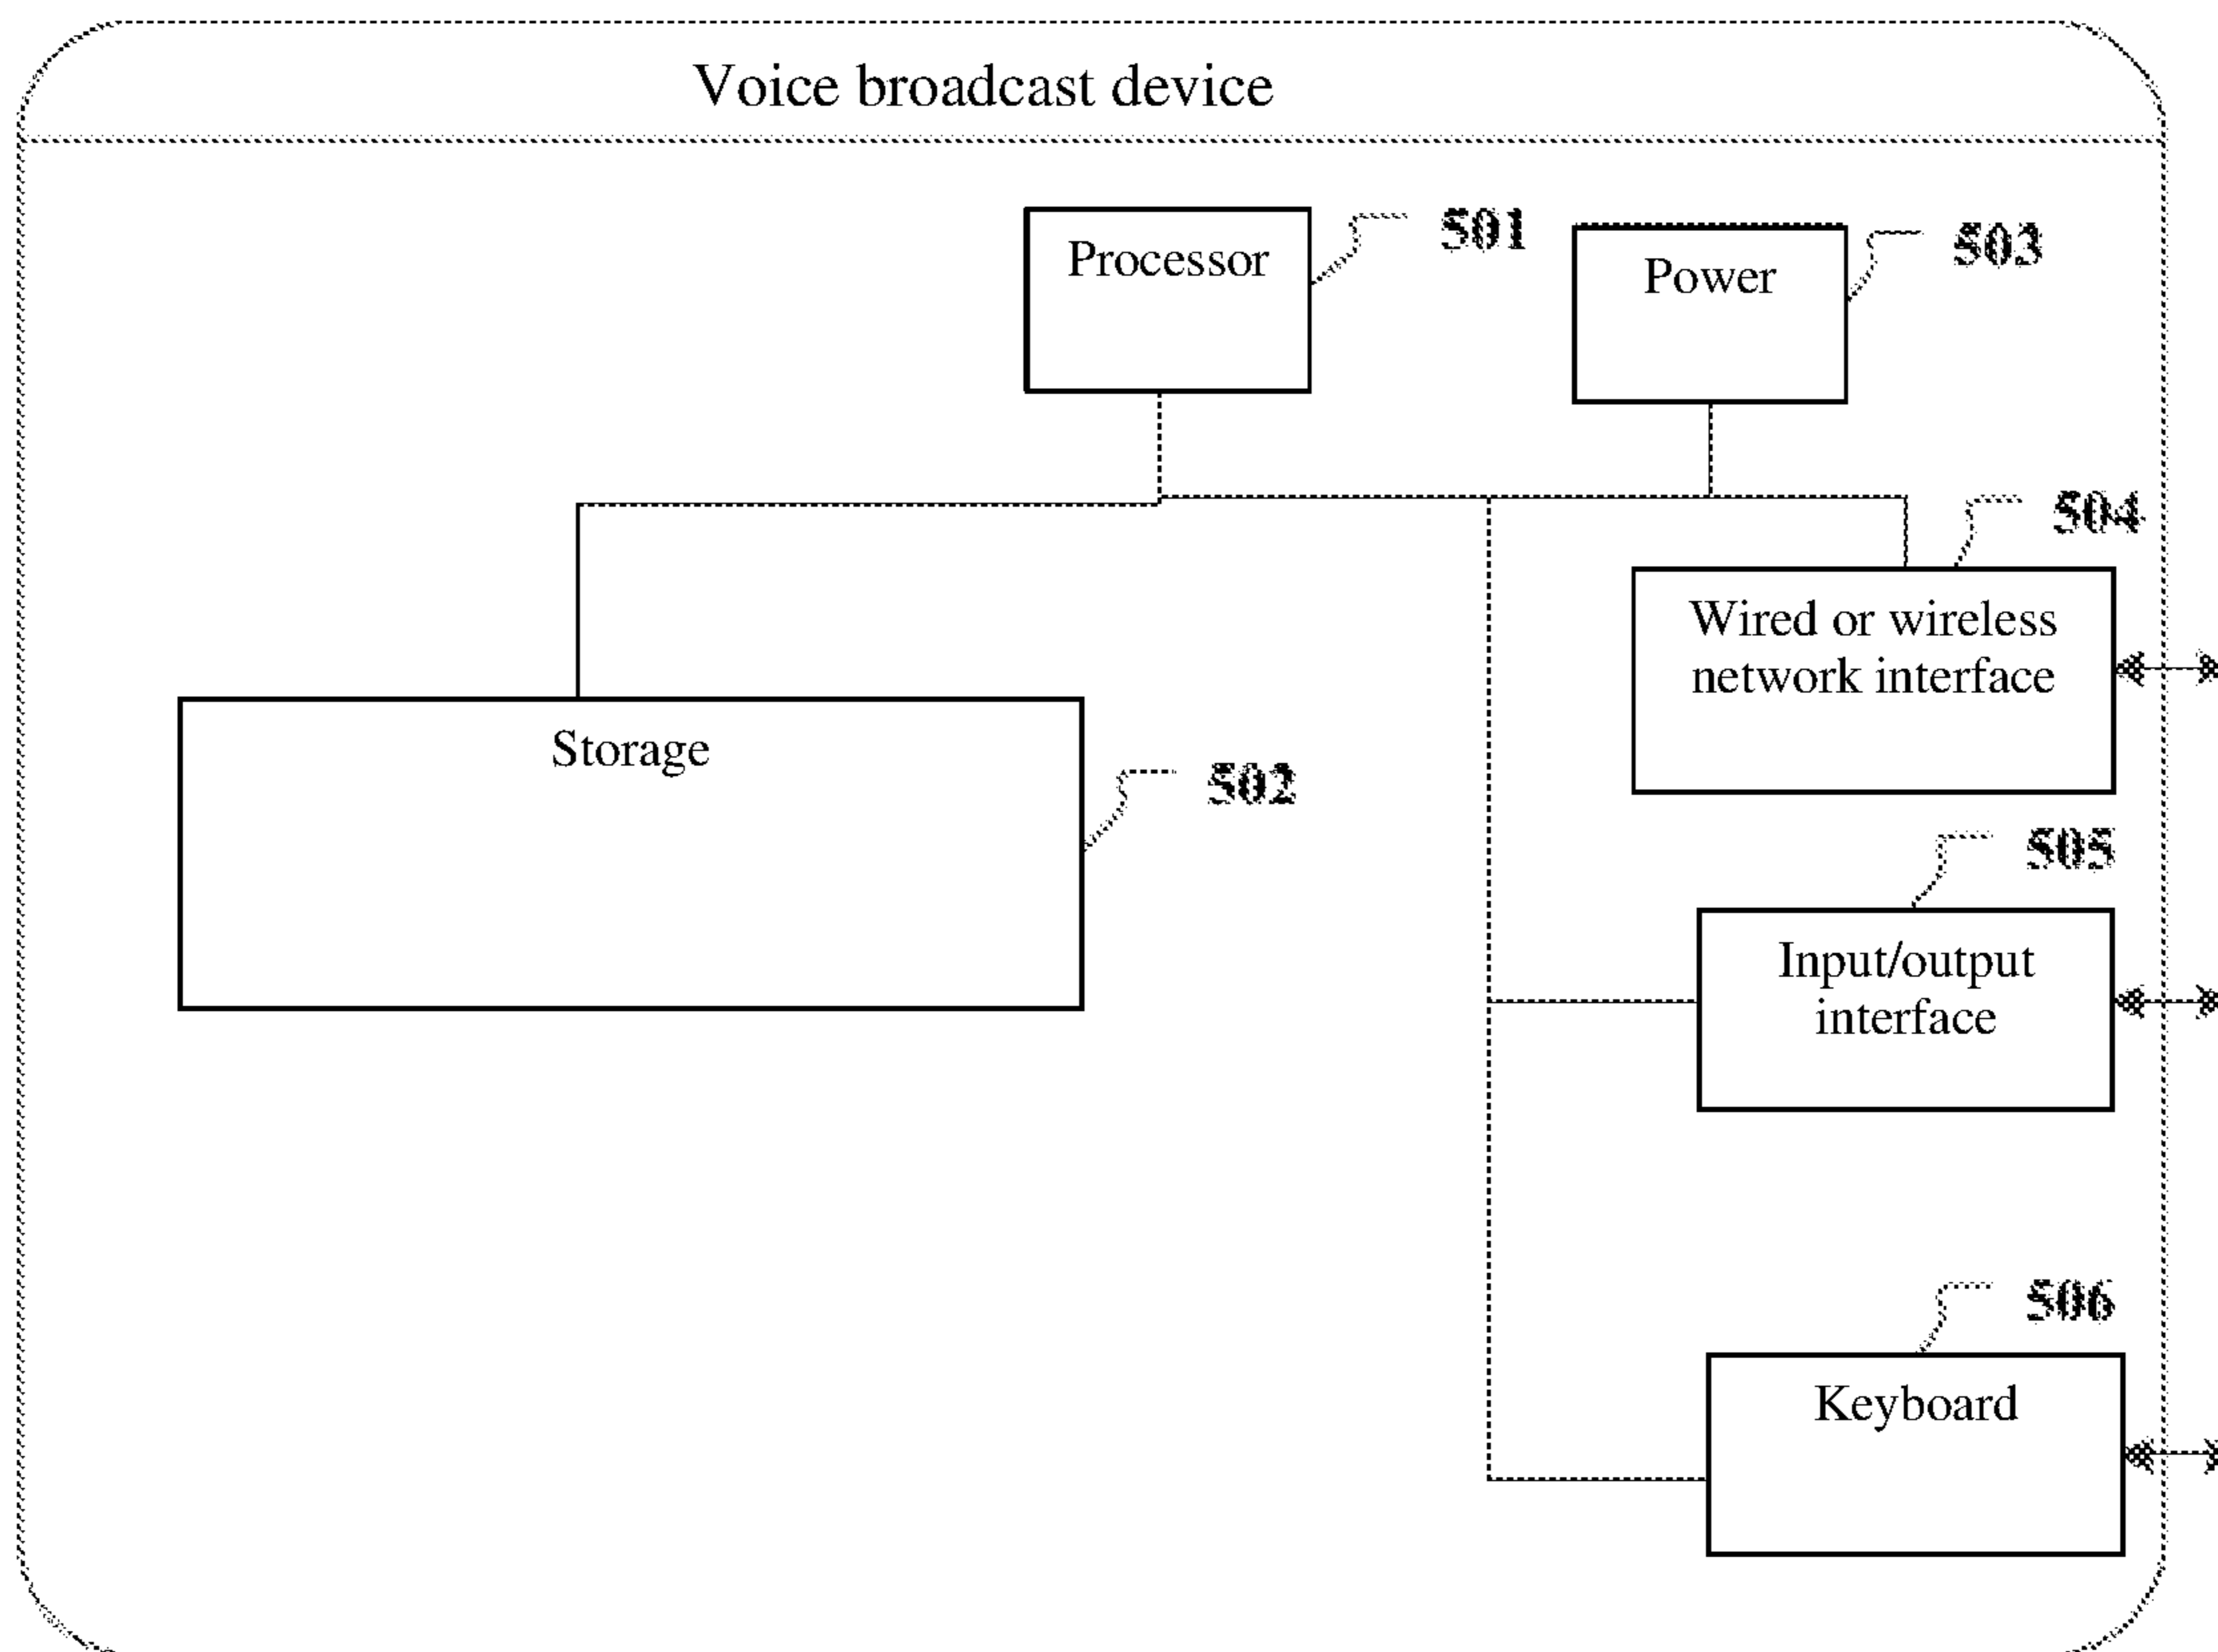 Voice broadcast device
Processor
501
Power
503
504
Wired or wireless
network interface
Storage
502
505
Input/output
interface
506
Keyboard